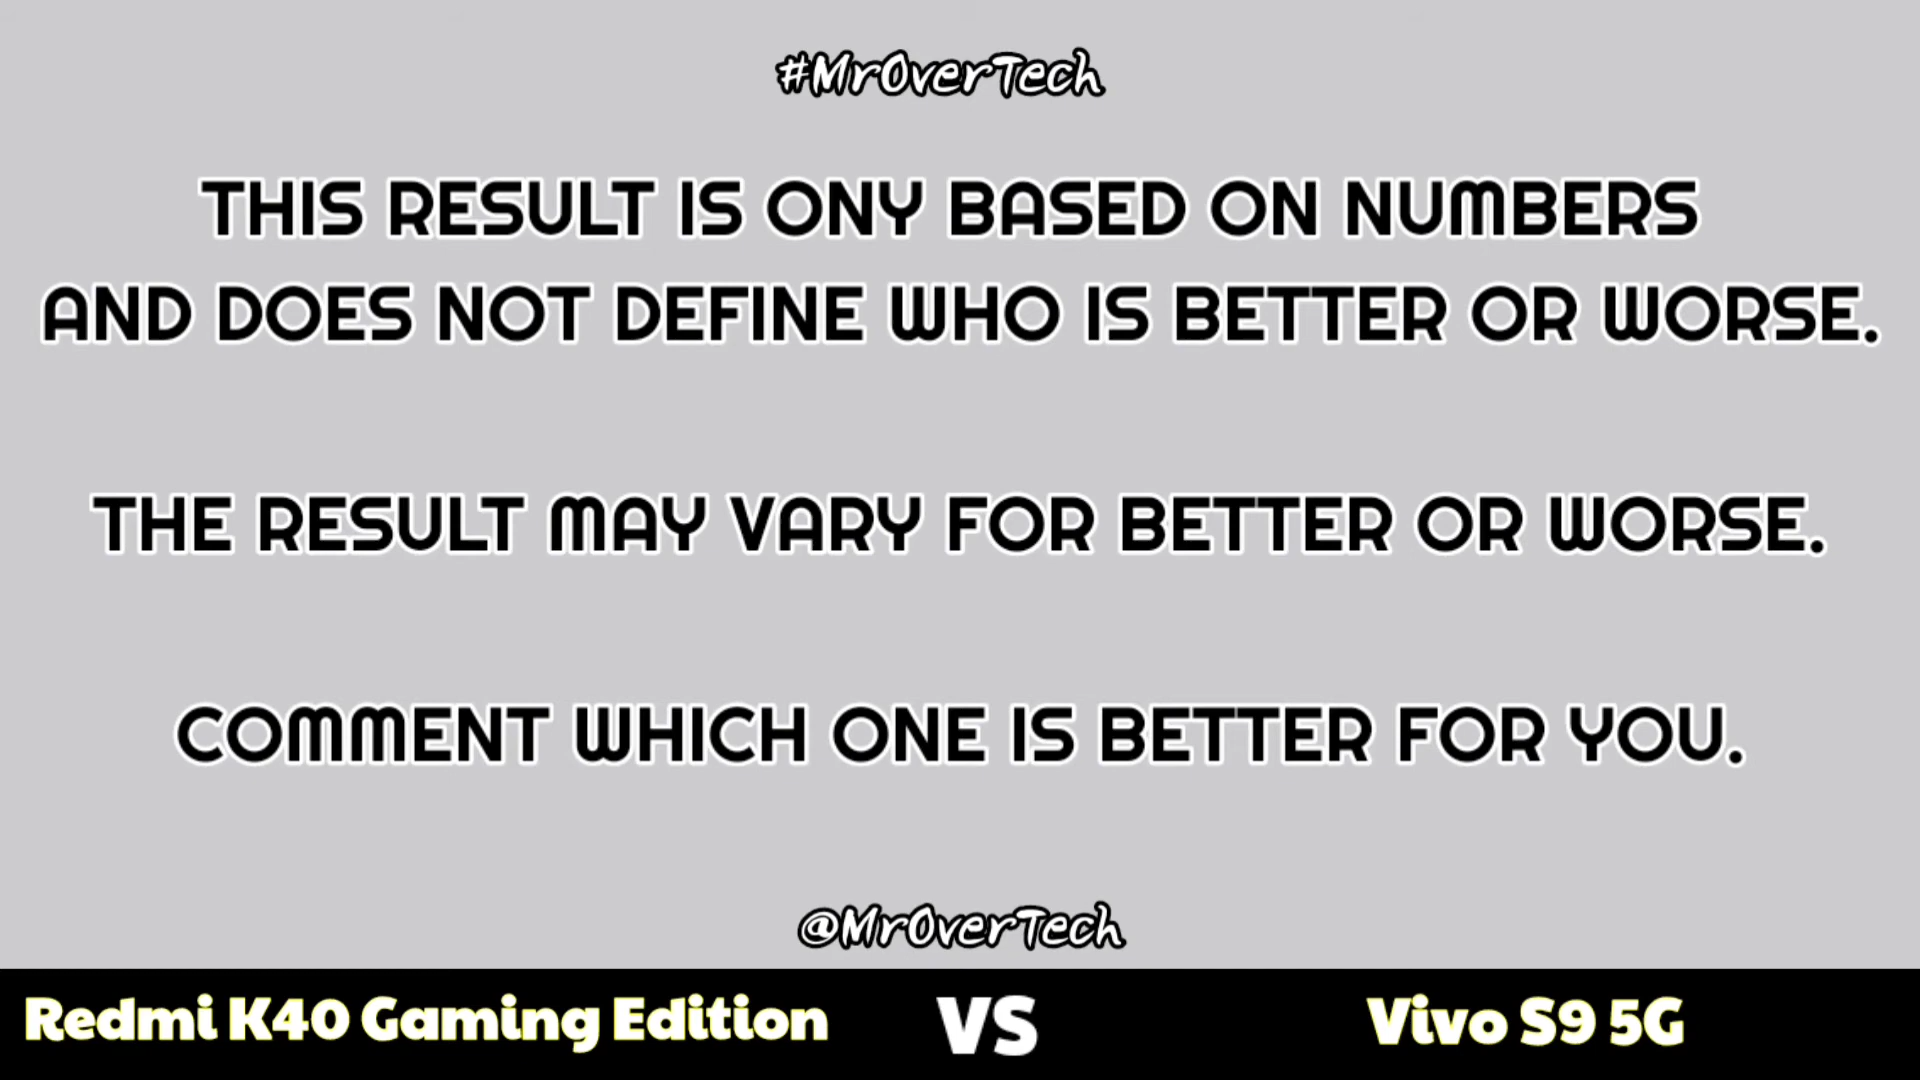 #MrOverTech
THIS RESULT IS ONY BASED ON NUMBERS
AND DOES NOT DEFINE WHO IS BETTER OR WORSE.
THE RESULT MAY VARY FOR BETTER OR WORSE.
COMMENT WHICH ONE IS BETTER FOR YOU.
@MrOverTech
Redmi K40 Gaming Edition VS Vivo S9 5G